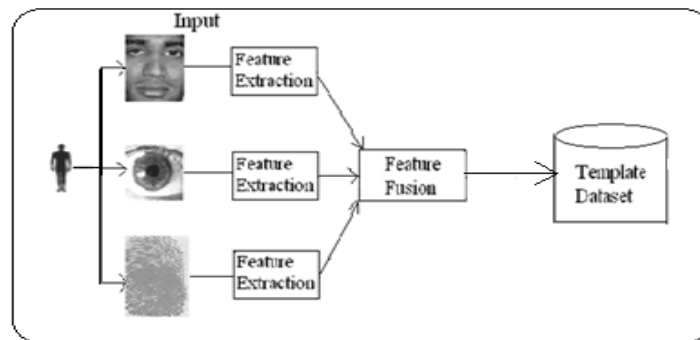 Input
Feature
Extraction
Feature
Extraction
Feature
Fusion
Template
Dataset
Feature
Extraction